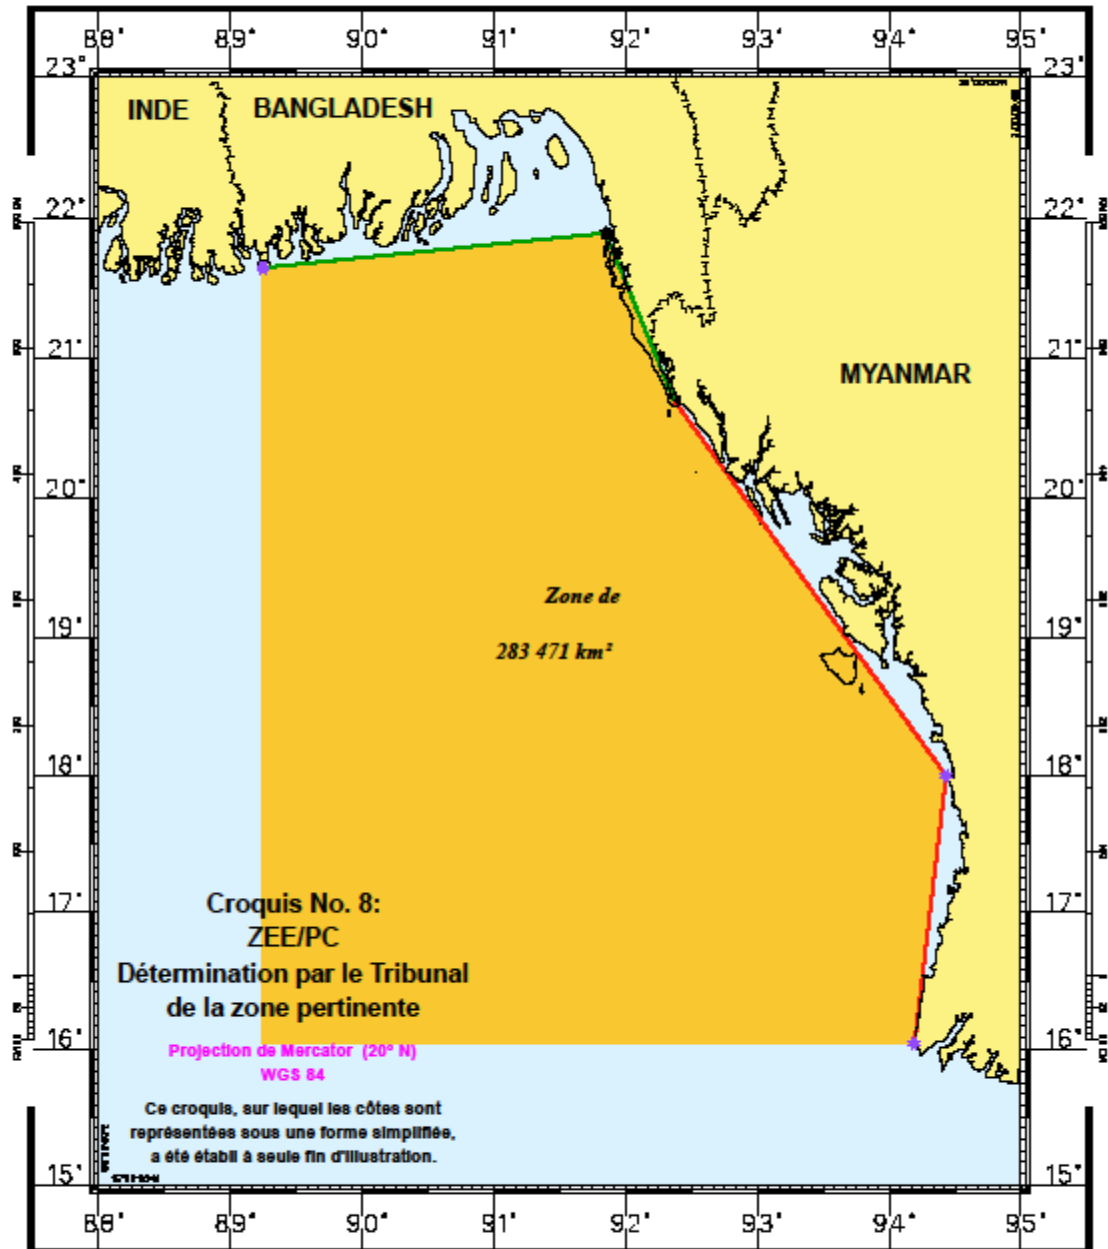 88° 89° 90° 91° 92° 93° 94° 95°
23° 23°
INDE BANGLADESH
22° 22°
21° 21°
MYANMAR
20° 20°
Zone de
19° 19°
283 471 km²
18° 18°
17° 17°
Croquis No. 8:
ZEE/PC
Détermination par le Tribunal
de la zone pertinente
16° 16°
Projection de Mercator (20° N)
WGS 84
Ce croquis, sur lequel les côtes sont
représentées sous une forme simplifiée,
a été établi à seule fin d'illustration.
15° 15°
88° 89° 90° 91° 92° 93° 94° 95°